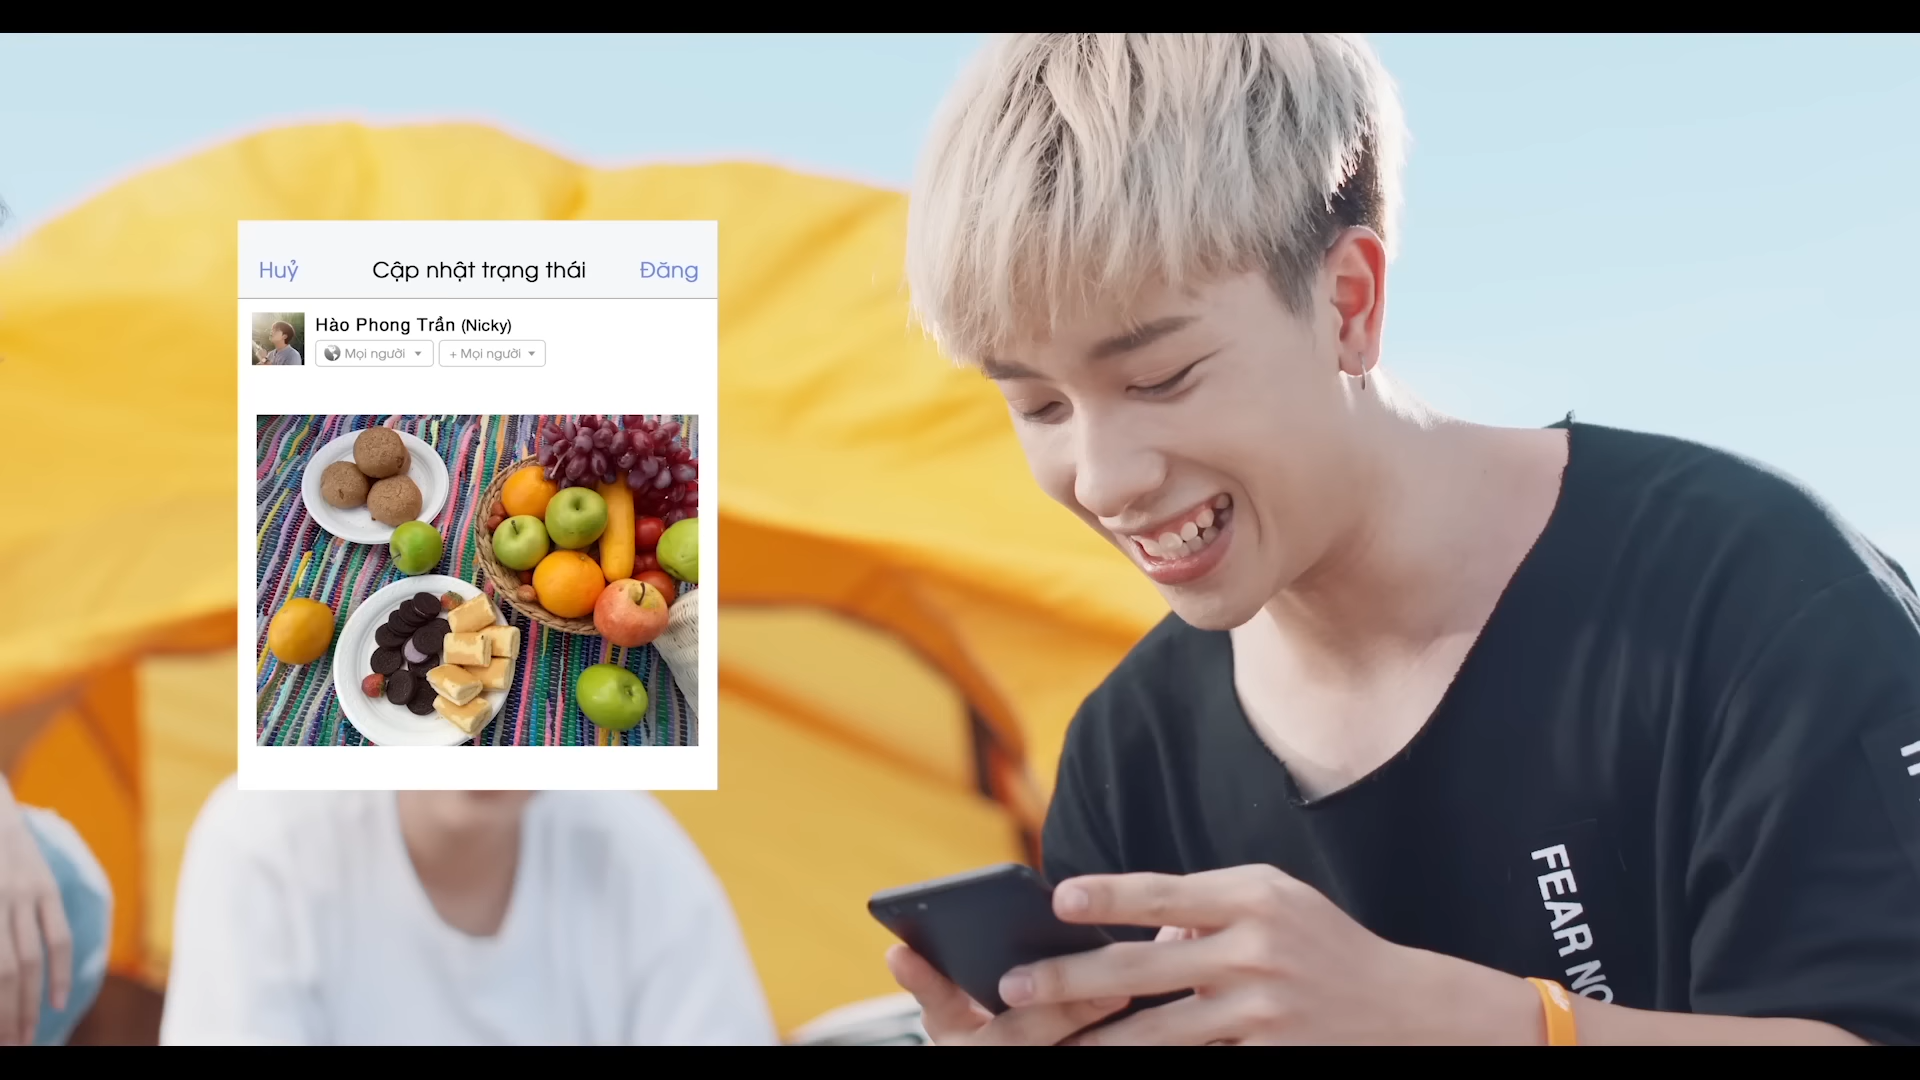 Huỷ Cập nhật trạng thái Đăng
Hào Phong Trần (Nicky)
Mọi người + Mọi người
FEAR NO